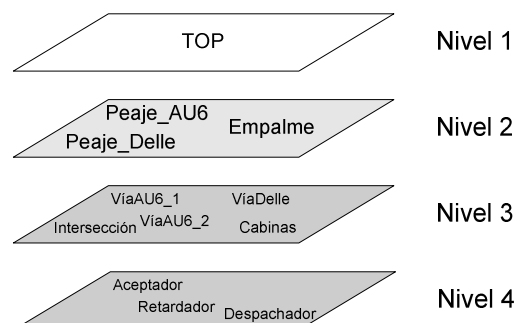 TOP
Nivel 1
Peaje_AU6
Empalme
Peaje_Delle
Nivel 2
VíaAU6_1
VíaDelle
Intersección
VíaAU6_2
Cabinas
Nivel 3
Aceptador
Retardador
Despachador
Nivel 4